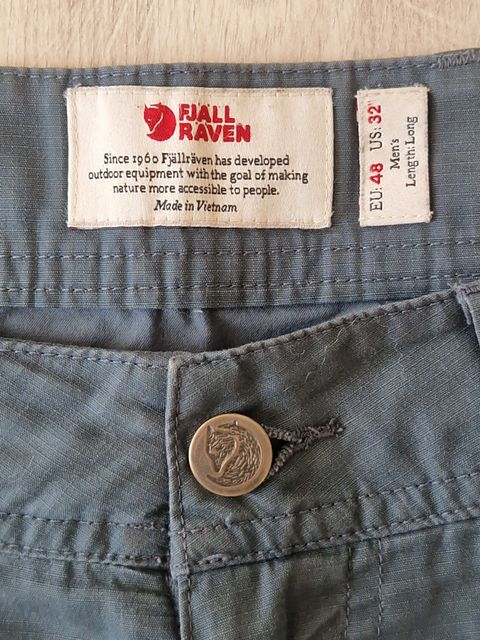 FJÄLL
RÄVEN
Since 1960 Fjällräven has developed
outdoor equipment with the goal of making
nature more accessible to people.
Made in Vietnam
EU: 48 US: 32"
Men's
Length: Long